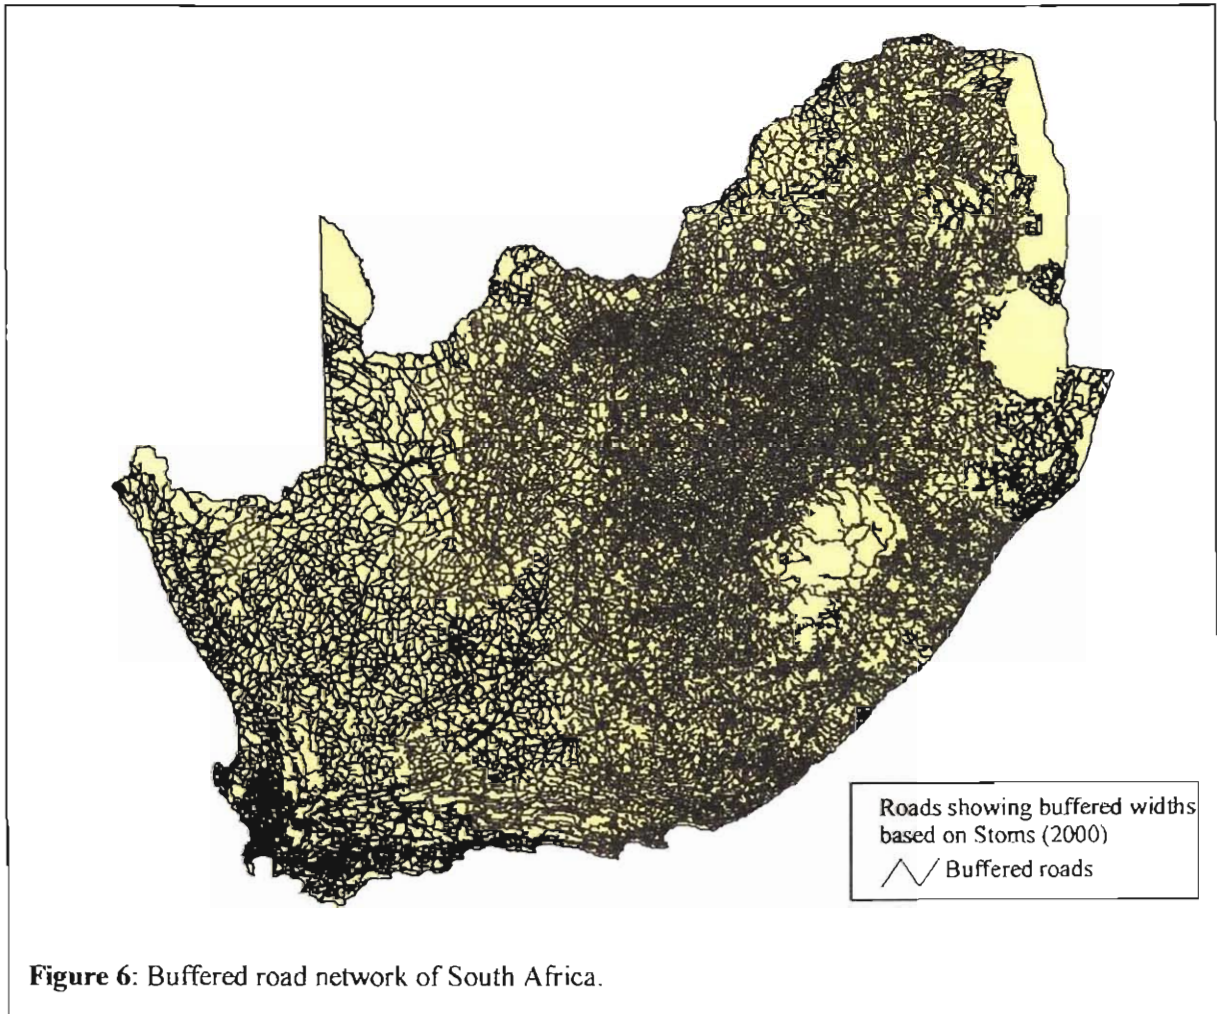 Roads showing buffered widths
based on Stoms (2000)
Buffered roads
Figure 6: Buffered road network of South Africa.